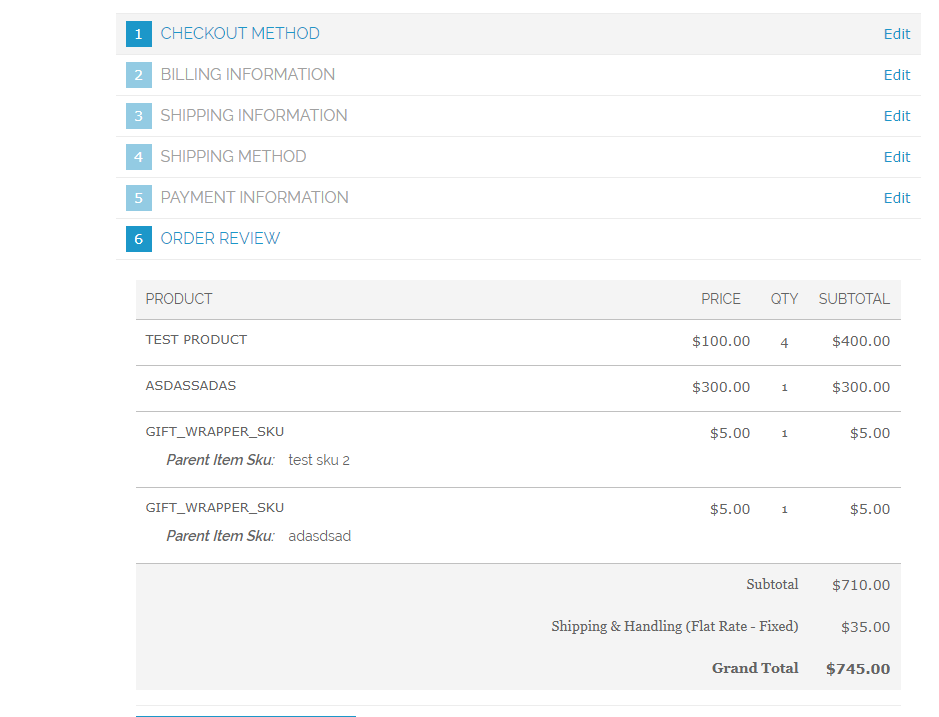 1 CHECKOUT METHOD Edit
2 BILLING INFORMATION Edit
3 SHIPPING INFORMATION Edit
4 SHIPPING METHOD Edit
5 PAYMENT INFORMATION Edit
6 ORDER REVIEW
PRODUCT PRICE QTY SUBTOTAL
TEST PRODUCT $100.00 4 $400.00
ASDASSADAS $300.00 1 $300.00
GIFT_WRAPPER_SKU $5.00 1 $5.00
Parent Item Sku: test sku 2
GIFT_WRAPPER_SKU $5.00 1 $5.00
Parent Item Sku: adasdsad
Subtotal $710.00
Shipping & Handling (Flat Rate - Fixed) $35.00
Grand Total $745.00